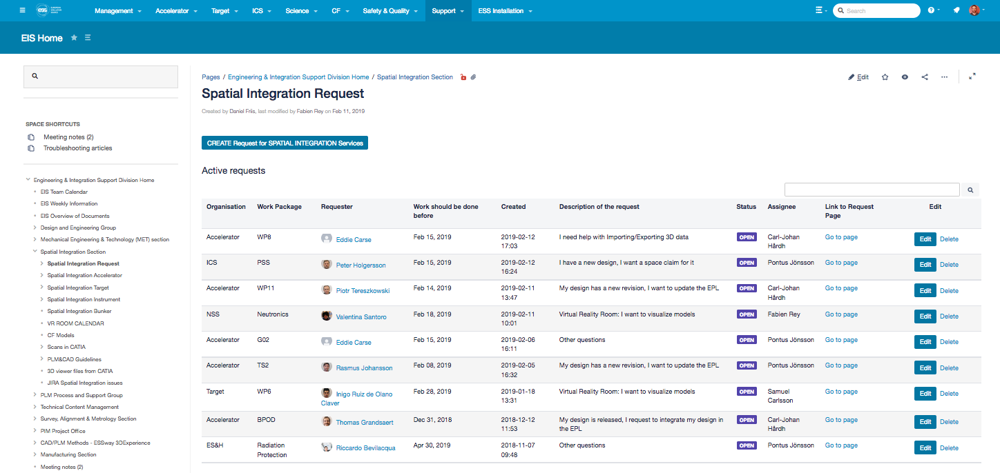 ess EUROPEAN SPALLATION SOURCE
Management Accelerator Target ICS Science CF Safety & Quality Support ESS Installation Search
EIS Home
SPACE SHORTCUTS
Meeting notes (2)
Troubleshooting articles
Engineering & Integration Support Division Home
EIS Team Calendar
EIS Weekly Information
EIS Overview of Documents
Design and Engineering Group
Mechanical Engineering & Technology (MET) section
Spatial Integration Section
Spatial Integration Request
Spatial Integration Accelerator
Spatial Integration Target
Spatial Integration Instrument
Spatial Integration Bunker
VR ROOM CALENDAR
CF Models
Scans in CATIA
PLM&CAD Guidelines
3D viewer files from CATIA
JIRA Spatial Integration issues
PLM Process and Support Group
Technical Content Management
Survey, Alignment & Metrology Section
PIM Project Office
CAD/PLM Methods - ESSway 3DExperience
Manufacturing Section
Meeting notes (2)
Pages / Engineering & Integration Support Division Home / Spatial Integration Section Edit
Spatial Integration Request
Created by Daniel Friis, last modified by Fabien Rey on Feb 11, 2019
CREATE Request for SPATIAL INTEGRATION Services
Active requests
Organisation Work Package Requester Work should be done Created Description of the request Status Assignee Link to Request Edit
before Page
Accelerator WP8 Eddie Carse Feb 15, 2019 2019-02-12 I need help with Importing/Exporting 3D data OPEN Carl-Johan Go to page Edit Delete
17:03 Hårdh
ICS PSS Peter Holgersson Feb 15, 2019 2019-02-12 I have a new design, I want a space claim for it OPEN Pontus Jönsson Go to page Edit Delete
16:24
Accelerator WP11 Piotr Tereszkowski Feb 14, 2019 2019-02-11 My design has a new revision, I want to update the EPL OPEN Carl-Johan Go to page Edit Delete
13:47 Hårdh
NSS Neutronics Valentina Santoro Feb 18, 2019 2019-02-11 Virtual Reality Room: I want to visualize models OPEN Fabien Rey Go to page Edit Delete
10:01
Accelerator G02 Eddie Carse Feb 15, 2019 2019-02-06 Other questions OPEN Pontus Jönsson Go to page Edit Delete
16:11
Accelerator TS2 Rasmus Johansson Feb 08, 2019 2019-02-05 My design has a new revision, I want to update the EPL OPEN Pontus Jönsson Go to page Edit Delete
16:32
Target WP6 Inigo Ruiz de Olano Feb 28, 2019 2019-01-18 Virtual Reality Room: I want to visualize models OPEN Samuel Go to page Edit Delete
Claver 13:31 Carlsson
Accelerator BPOD Thomas Grandsaert Dec 31, 2018 2018-12-12 My design is released, I request to integrate my design in OPEN Carl-Johan Go to page Edit Delete
11:53 the EPL Hårdh
ES&H Radiation Riccardo Bevilacqua Apr 30, 2019 2018-11-07 Other questions OPEN Pontus Jönsson Go to page Edit Delete
Protection 09:48